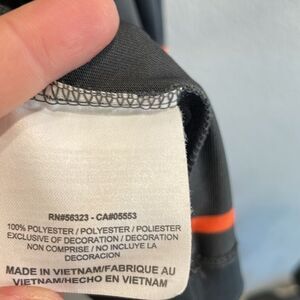 RN#56323 - CA#05553
100% POLYESTER / POLYESTER / POLIESTER
EXCLUSIVE OF DECORATION / DECORATION
NON COMPRISE / NO INCLUYE LA
DECORACIÓN
MADE IN VIETNAM/FABRIQUE AU
VIETNAM/HECHO EN VIETNAM